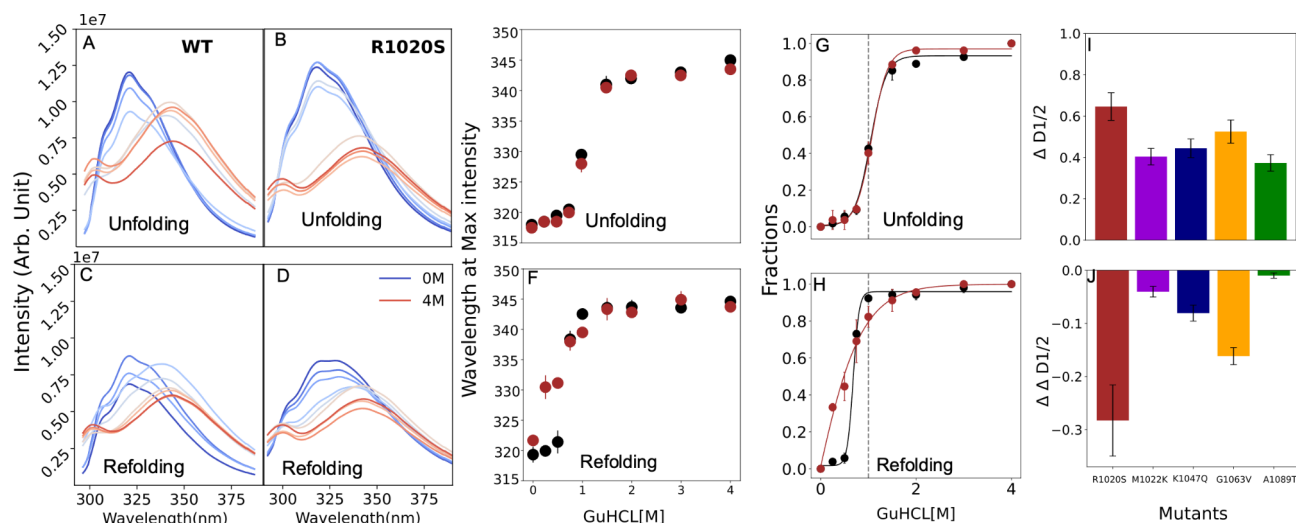 1e7
A
WT
B
R1020S
Unfolding
Unfolding
1.50
1.25
1.00
0.75
0.50
0.25
Intensity (Arb. Unit)
1e7
C
D
0M
4M
Refolding
Refolding
1.50
1.25
1.00
0.75
0.50
0.25
0.00
300 325 350 375
300 325 350 375
Wavelength(nm)
Wavelength(nm)
350
345
340
335
330
325
320
315
Unfolding
Wavelength at Max intensity
F
350
345
340
335
330
325
320
315
Refolding
0 1 2 3 4
GuHCL[M]
G
1.0
0.8
0.6
0.4
0.2
0.0
Unfolding
Fractions
H
1.0
0.8
0.6
0.4
0.2
0.0
Refolding
0 2 4
GuHCL[M]
I
1.0
0.8
0.6
0.4
0.2
0.0
Δ D1/2
J
0.0
−0.1
−0.2
−0.3
Δ Δ D1/2
R1020S M1022K K1047Q G1063V A1089T
Mutants